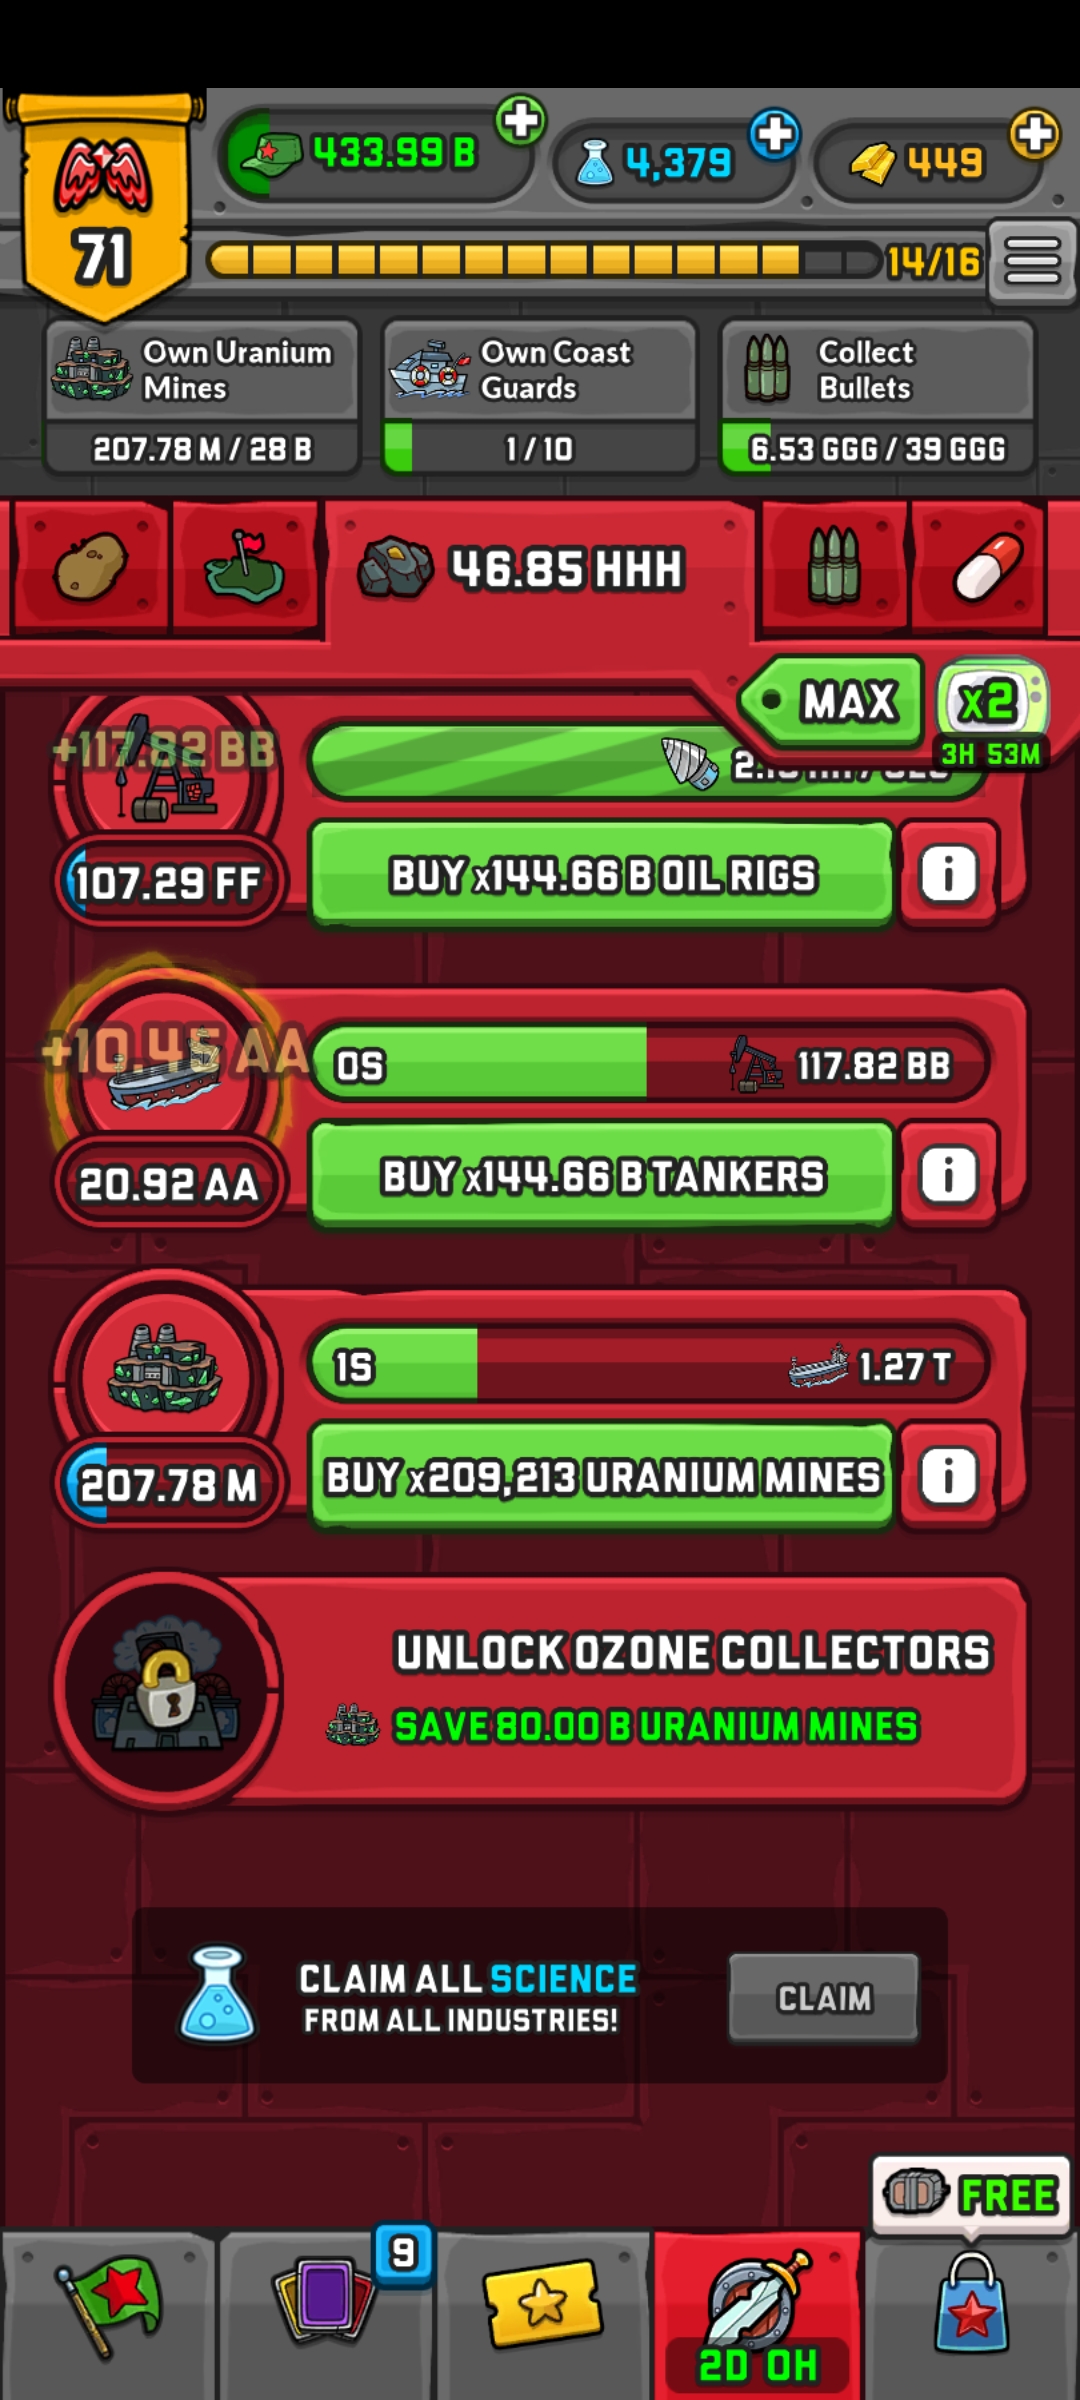 433.99 B
4,379
449
71
14/16
Own Uranium
Mines
207.78 M / 28 B
Own Coast
Guards
1 / 10
Collect
Bullets
6.53 GGG / 39 GGG
46.85 HHH
MAX
x2
3H 53M
+117.82 BB
107.29 FF
BUY x144.66 B OIL RIGS
i
+10.45 AA
0S
117.82 BB
20.92 AA
BUY x144.66 B TANKERS
i
1S
1.27 T
207.78 M
BUY x209,213 URANIUM MINES
i
UNLOCK OZONE COLLECTORS
SAVE 80.00 B URANIUM MINES
CLAIM ALL SCIENCE
FROM ALL INDUSTRIES!
CLAIM
FREE
9
2D 0H